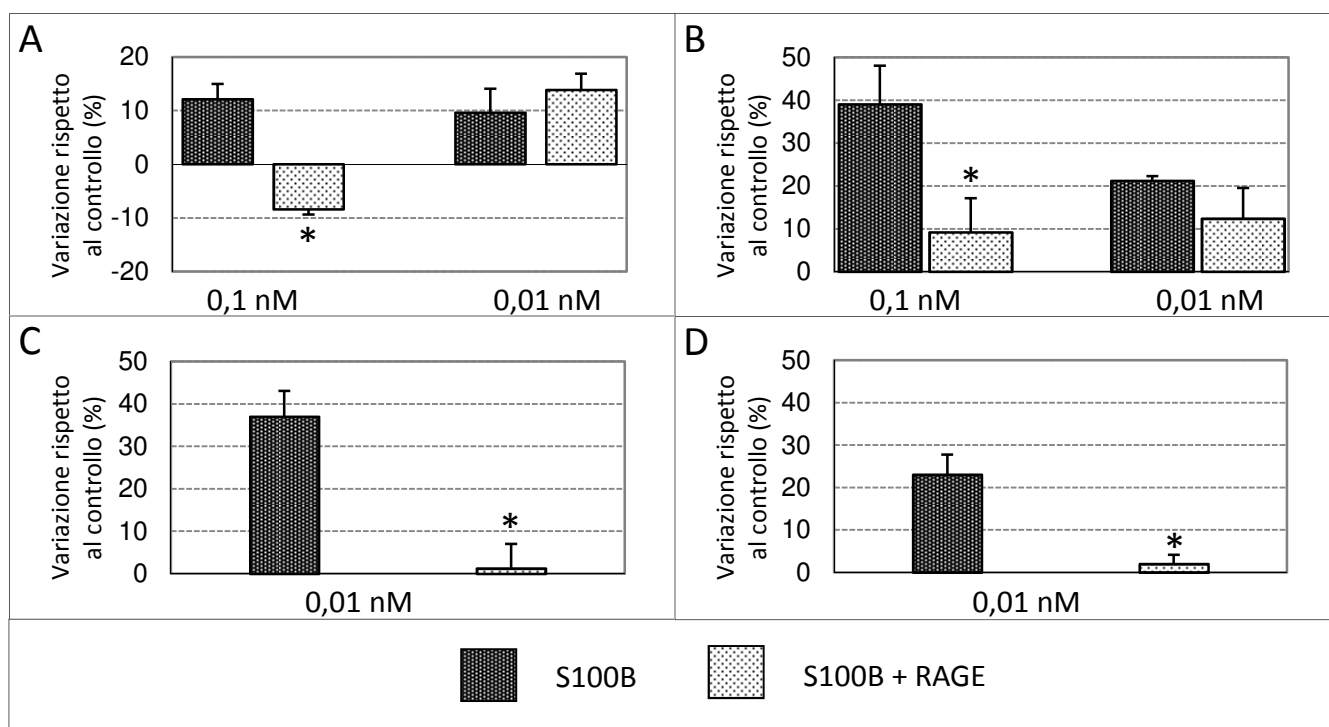 A
Variazione rispetto
al controllo (%)
20
10
0
-10
-20
*
0,1 nM
0,01 nM
B
Variazione rispetto
al controllo (%)
50
40
30
20
10
0
*
0,1 nM
0,01 nM
C
Variazione rispetto
al controllo (%)
50
40
30
20
10
0
*
0,01 nM
D
Variazione rispetto
al controllo (%)
50
40
30
20
10
0
*
0,01 nM
S100B
S100B + RAGE